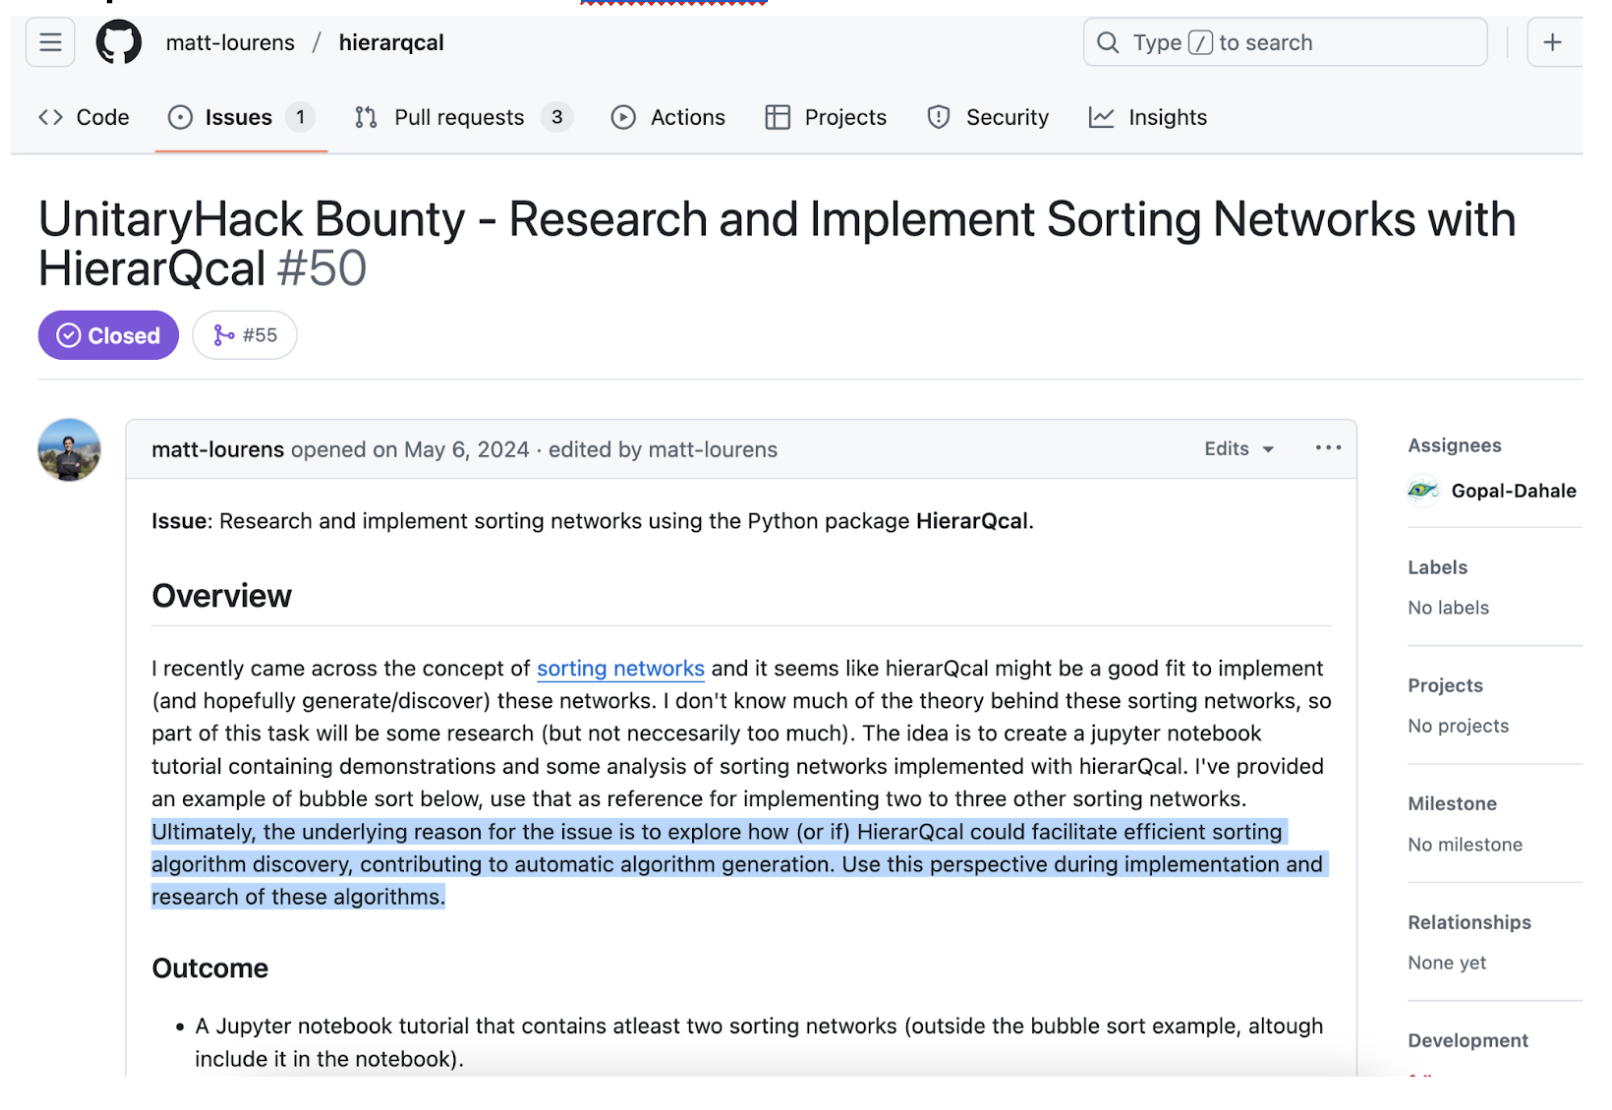 matt-lourens / hierarqcal
Type / to search
Code
Issues 1
Pull requests 3
Actions
Projects
Security
Insights
UnitaryHack Bounty - Research and Implement Sorting Networks with
HierarQcal #50
Closed
#55
matt-lourens opened on May 6, 2024 · edited by matt-lourens
Edits
Issue: Research and implement sorting networks using the Python package HierarQcal.
Overview
I recently came across the concept of sorting networks and it seems like hierarQcal might be a good fit to implement
(and hopefully generate/discover) these networks. I don't know much of the theory behind these sorting networks, so
part of this task will be some research (but not neccesarily too much). The idea is to create a jupyter notebook
tutorial containing demonstrations and some analysis of sorting networks implemented with hierarQcal. I've provided
an example of bubble sort below, use that as reference for implementing two to three other sorting networks.
Ultimately, the underlying reason for the issue is to explore how (or if) HierarQcal could facilitate efficient sorting
algorithm discovery, contributing to automatic algorithm generation. Use this perspective during implementation and
research of these algorithms.
Outcome
• A Jupyter notebook tutorial that contains atleast two sorting networks (outside the bubble sort example, altough
include it in the notebook).
Assignees
Gopal-Dahale
Labels
No labels
Projects
No projects
Milestone
No milestone
Relationships
None yet
Development